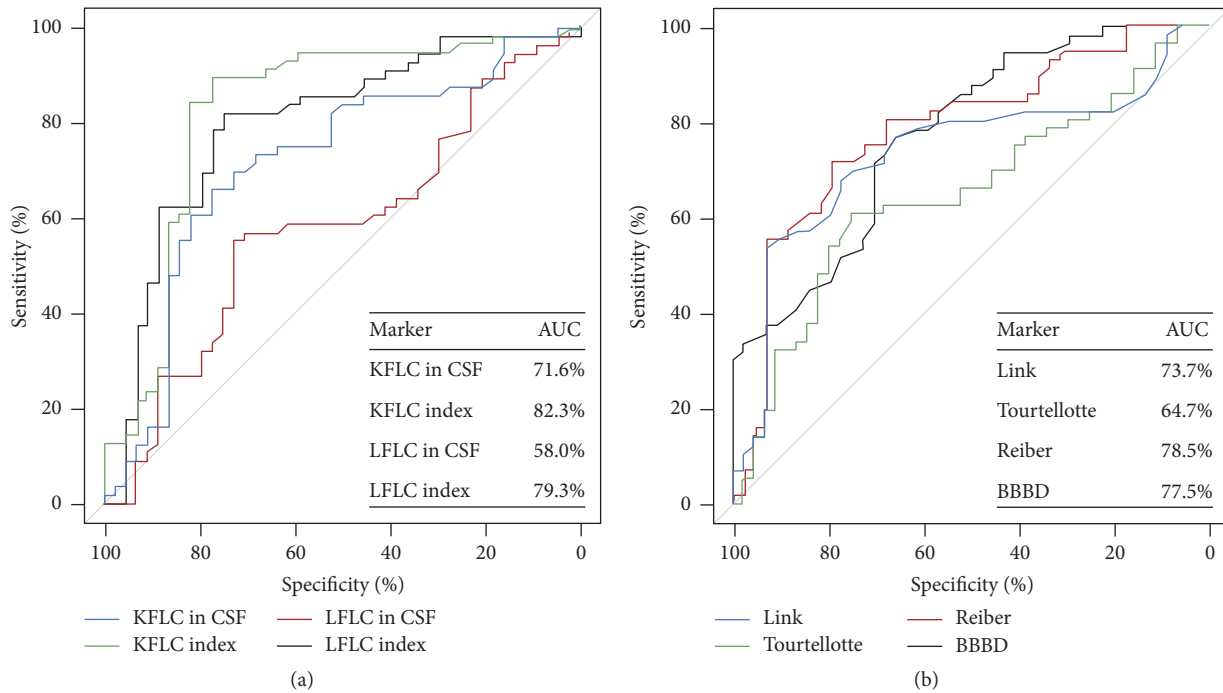 100
80
60
40
20
0
Sensitivity (%)
Marker AUC
KFLC in CSF 71.6%
KFLC index 82.3%
LFLC in CSF 58.0%
LFLC index 79.3%
100 80 60 40 20 0
Specificity (%)
KFLC in CSF LFLC in CSF
KFLC index LFLC index
(a)
100
80
60
40
20
0
Sensitivity (%)
Marker AUC
Link 73.7%
Tourtellotte 64.7%
Reiber 78.5%
BBBD 77.5%
100 80 60 40 20 0
Specificity (%)
Link Reiber
Tourtellotte BBBD
(b)